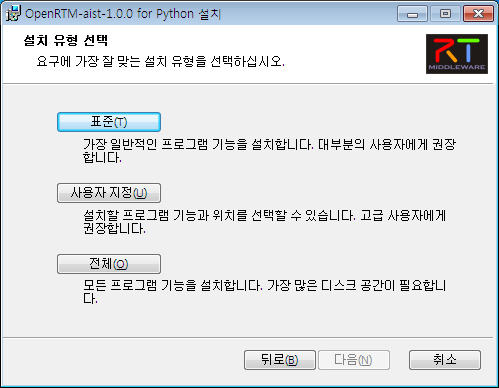 OpenRTM-aist-1.0.0 for Python 설치
설치 유형 선택
요구에 가장 잘 맞는 설치 유형을 선택하십시오.
RT
MIDDLEWARE
표준(T)
가장 일반적인 프로그램 기능을 설치합니다. 대부분의 사용자에게 권장
합니다.
사용자 지정(U)
설치할 프로그램 기능과 위치를 선택할 수 있습니다. 고급 사용자에게
권장합니다.
전체(O)
모든 프로그램 기능을 설치합니다. 가장 많은 디스크 공간이 필요합니
다.
뒤로(B)
다음(N)
취소